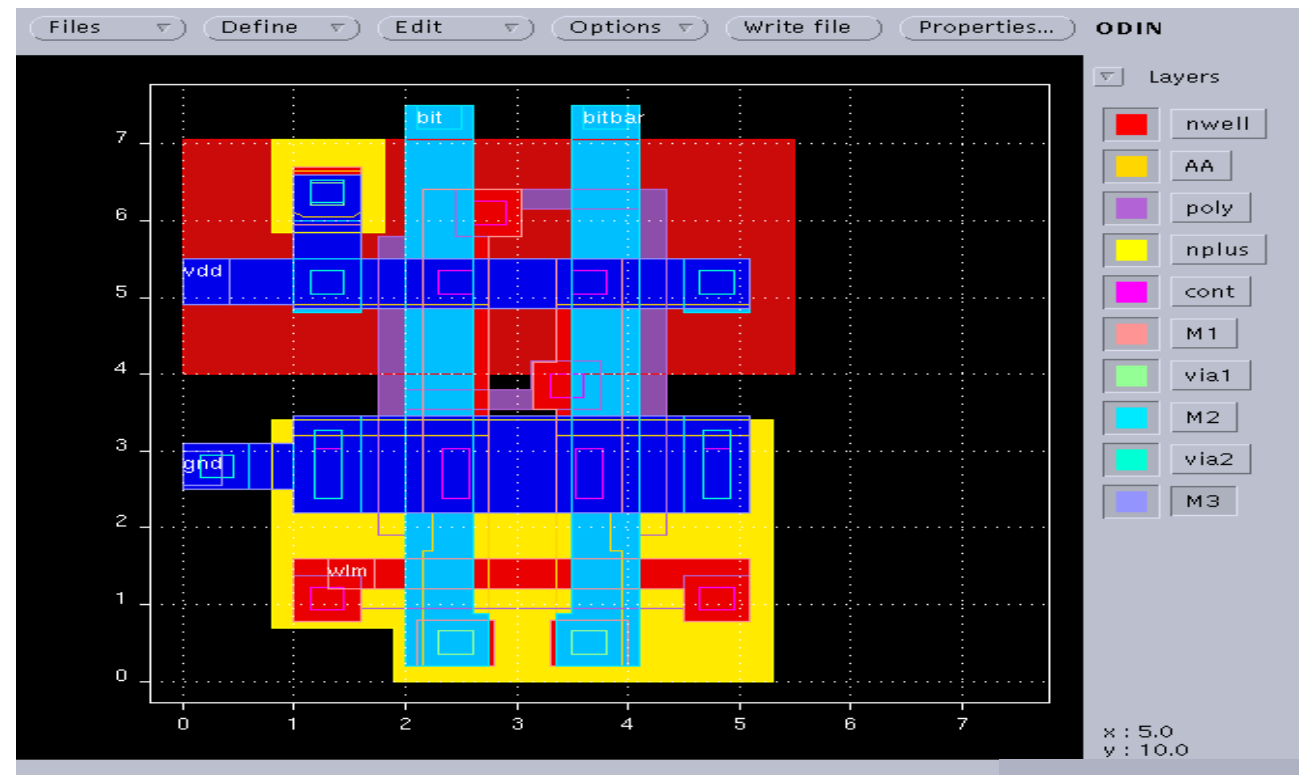 Files Define Edit Options Write file Properties... ODIN
Layers
nwell
AA
poly
nplus
cont
M1
via1
M2
via2
M3
bit bitbar
7
6
vdd
5
4
3
gnd
2
wlm
1
0
0 1 2 3 4 5 6 7
x : 5.0
y : 10.0